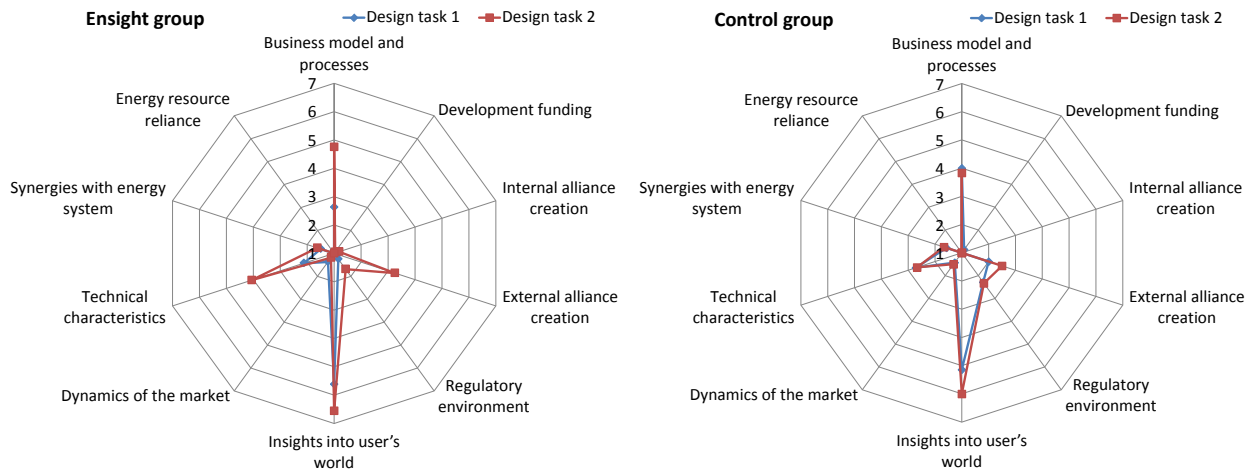 Ensight group
Design task 1
Design task 2
Business model and
processes
Development funding
Internal alliance
creation
External alliance
creation
Regulatory
environment
Insights into user's
world
Dynamics of the market
Technical
characteristics
Synergies with energy
system
Energy resource
reliance
7
6
5
4
3
2
1
Control group
Design task 1
Design task 2
Business model and
processes
Development funding
Internal alliance
creation
External alliance
creation
Regulatory
environment
Insights into user's
world
Dynamics of the market
Technical
characteristics
Synergies with energy
system
Energy resource
reliance
7
6
5
4
3
2
1